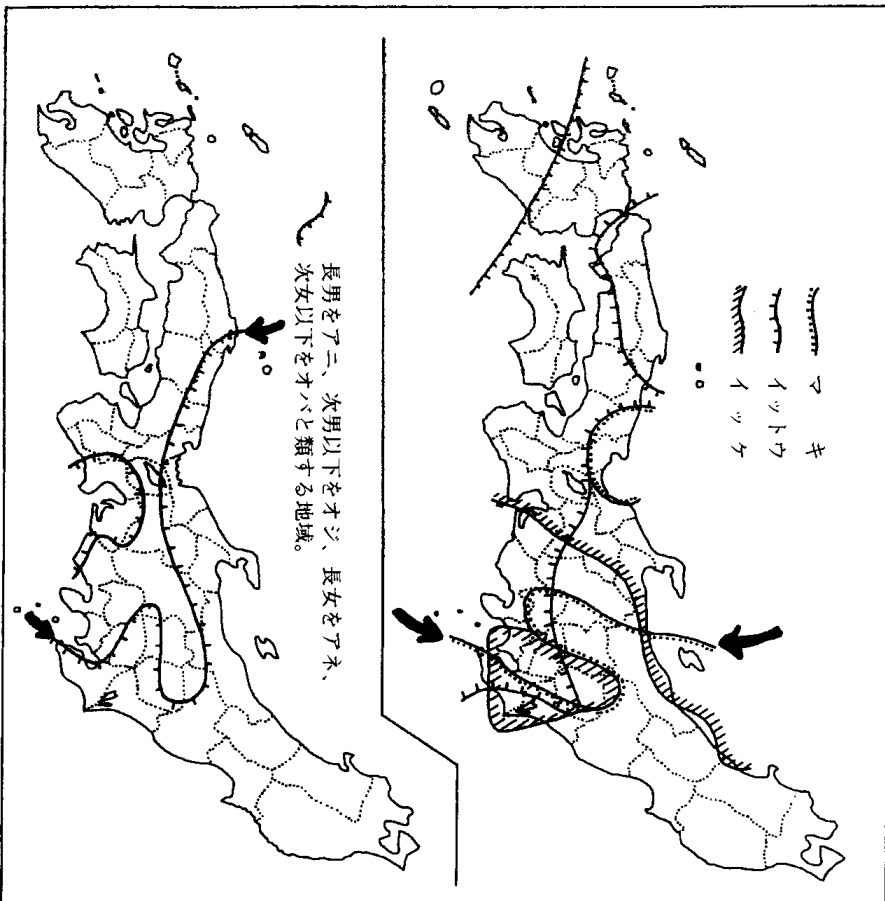 マキ
イットウ
イッケ
長男をアニ、次男以下をオジ、長女をアネ、
次女以下をオバと類する地域。